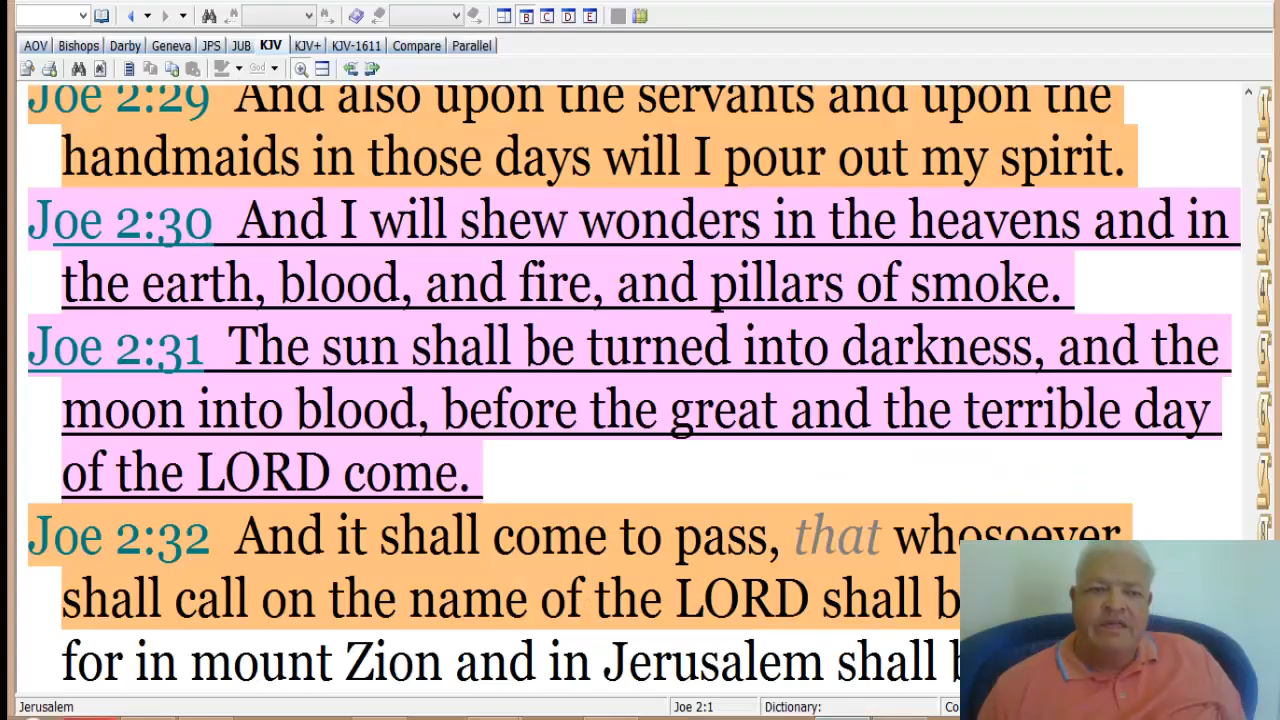 AOV Bishops Darby Geneva JPS JUB KJV KJV+ KJV-1611 Compare Parallel
Joe 2:29 And also upon the servants and upon the
handmaids in those days will I pour out my spirit.
Joe 2:30 And I will shew wonders in the heavens and in
the earth, blood, and fire, and pillars of smoke.
Joe 2:31 The sun shall be turned into darkness, and the
moon into blood, before the great and the terrible day
of the LORD come.
Joe 2:32 And it shall come to pass, that whosoever
shall call on the name of the LORD shall b
for in mount Zion and in Jerusalem shall b
Jerusalem Joe 2:1 Dictionary: Co